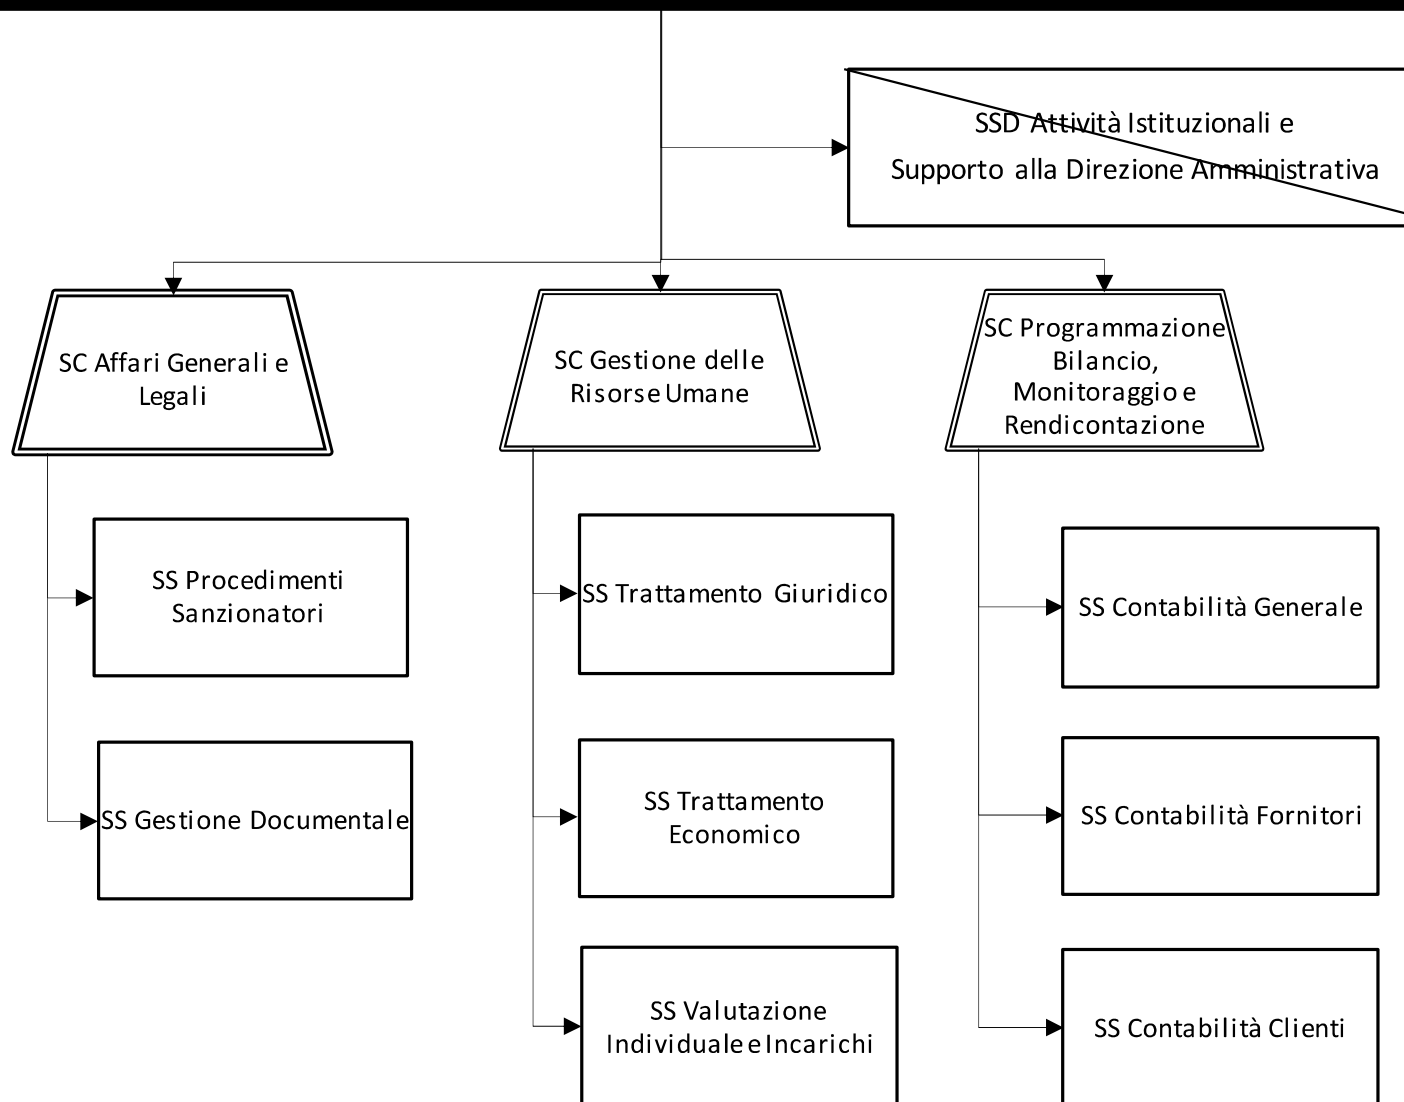 SSD Attività Istituzionali e
Supporto alla Direzione Amministrativa
SC Affari Generali e
Legali
SC Gestione delle
Risorse Umane
SC Programmazione
Bilancio,
Monitoraggio e
Rendicontazione
SS Procedimenti
Sanzionatori
SS Gestione Documentale
SS Trattamento Giuridico
SS Trattamento
Economico
SS Valutazione
Individuale e Incarichi
SS Contabilità Generale
SS Contabilità Fornitori
SS Contabilità Clienti